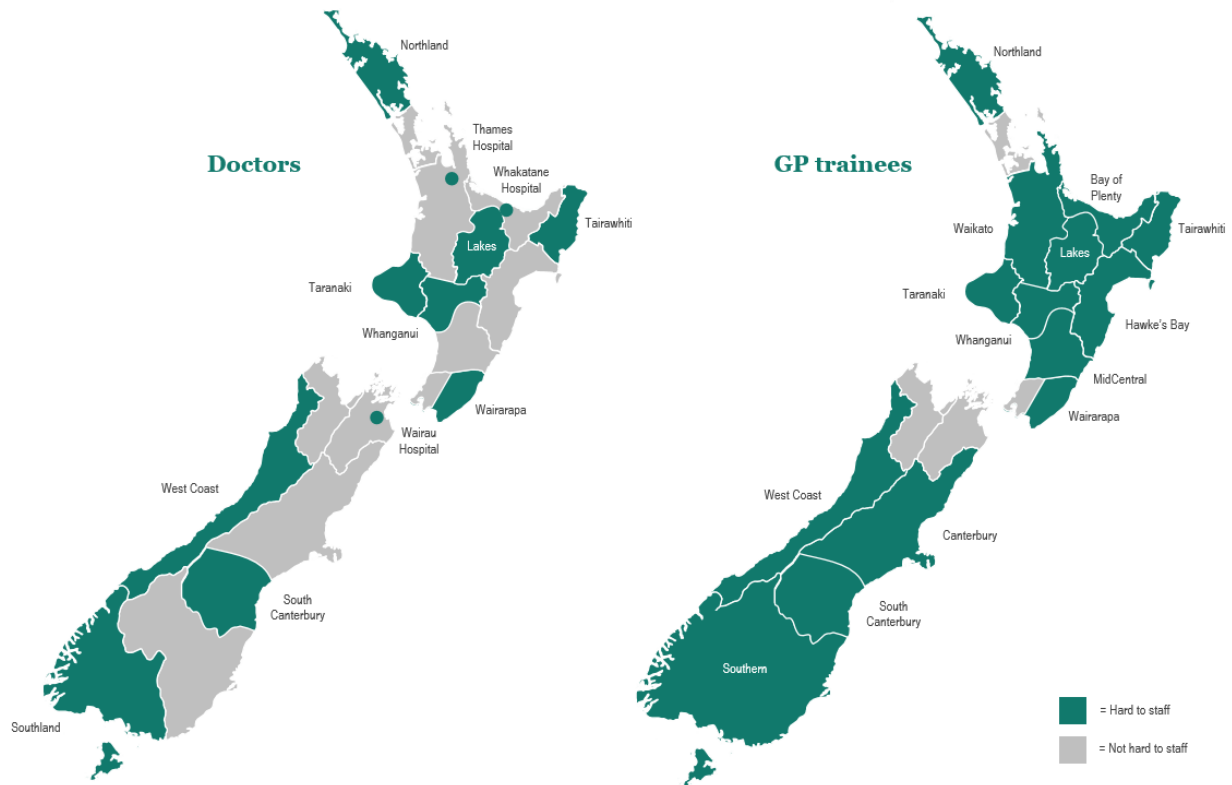 Doctors
Northland
Thames
Hospital
Whakatane
Hospital
Tairawhiti
Lakes
Taranaki
Whanganui
Wairarapa
Wairau
Hospital
West Coast
South
Canterbury
Southland
GP trainees
Northland
Bay of
Plenty
Waikato
Tairawhiti
Lakes
Taranaki
Hawke's Bay
Whanganui
MidCentral
Wairarapa
West Coast
Canterbury
South
Canterbury
Southern
= Hard to staff
= Not hard to staff